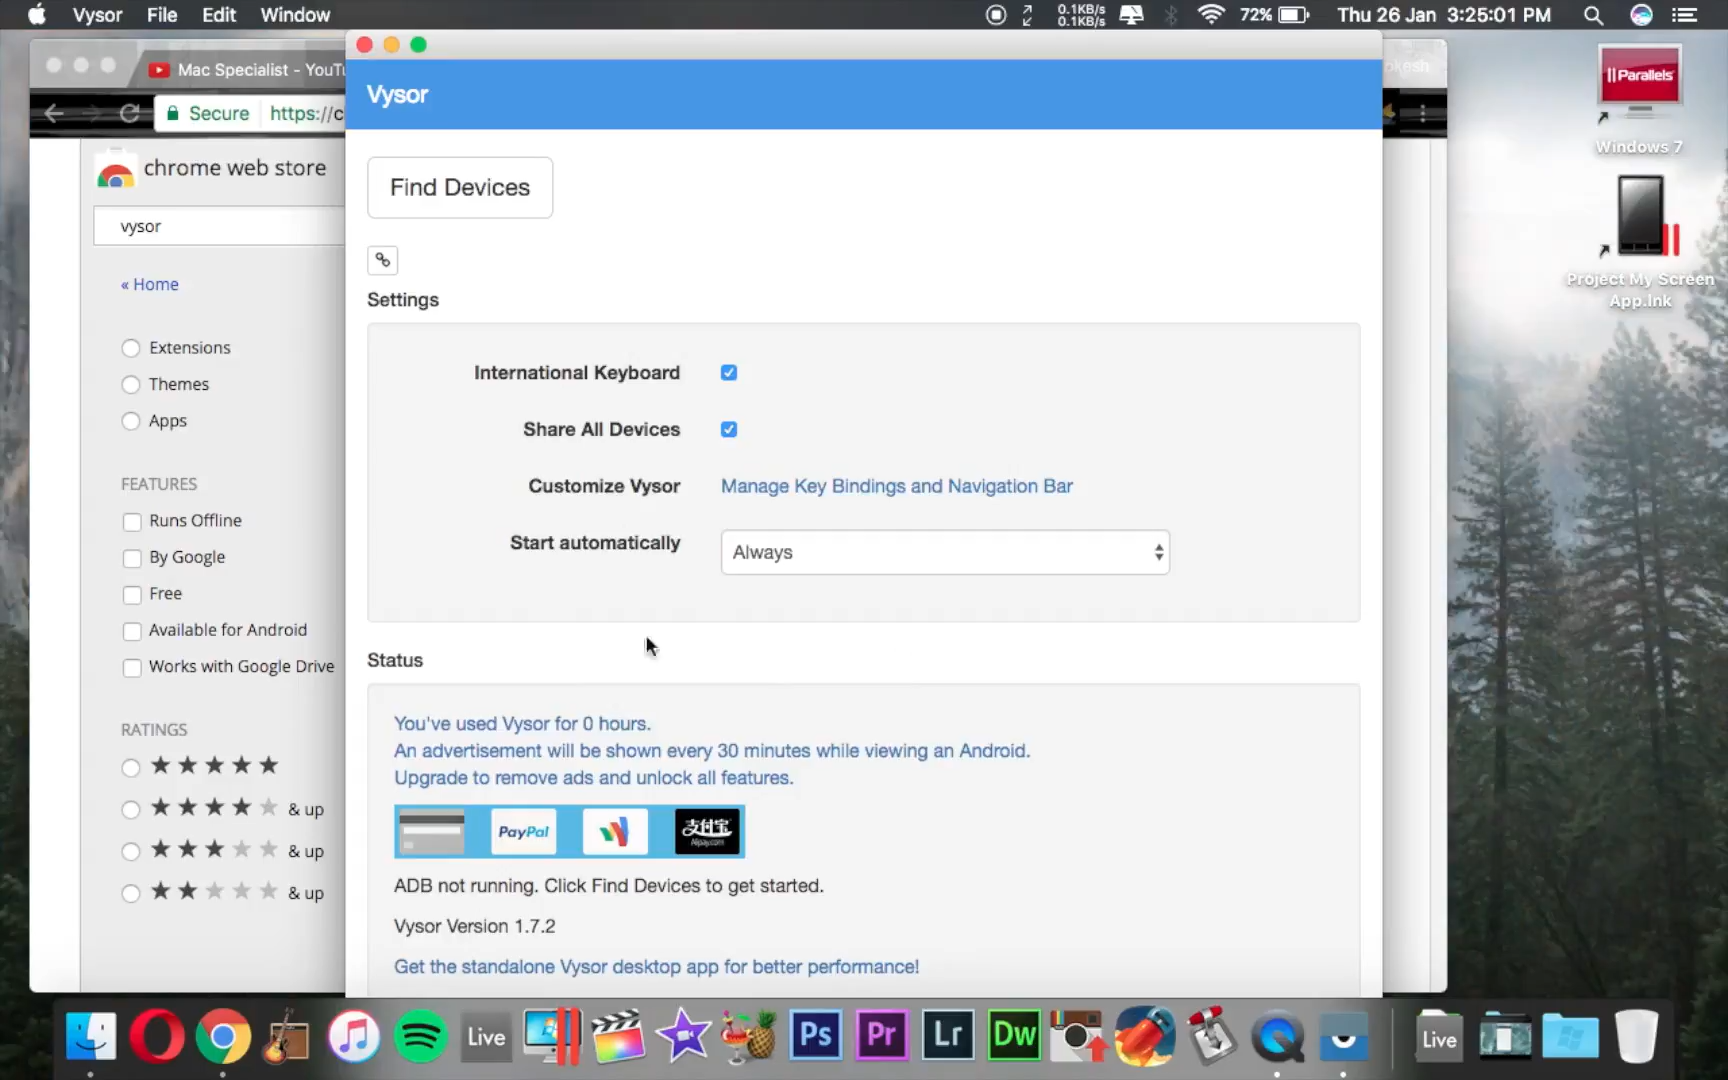 Vysor File Edit Window
0.1KB/s
0.1KB/s
72% Thu 26 Jan 3:25:01 PM
Mac Specialist - YouTu
Secure https://c
chrome web store
vysor
« Home
Extensions
Themes
Apps
FEATURES
Runs Offline
By Google
Free
Available for Android
Works with Google Drive
RATINGS
& up
& up
& up
Vysor
Find Devices
Settings
International Keyboard
Share All Devices
Customize Vysor Manage Key Bindings and Navigation Bar
Start automatically Always
Status
You've used Vysor for 0 hours.
An advertisement will be shown every 30 minutes while viewing an Android.
Upgrade to remove ads and unlock all features.
PayPal
支付宝
Alipay.com
ADB not running. Click Find Devices to get started.
Vysor Version 1.7.2
Get the standalone Vysor desktop app for better performance!
Parallels
Windows 7
Project My Screen
App.lnk
Live Ps Pr Lr Dw Live